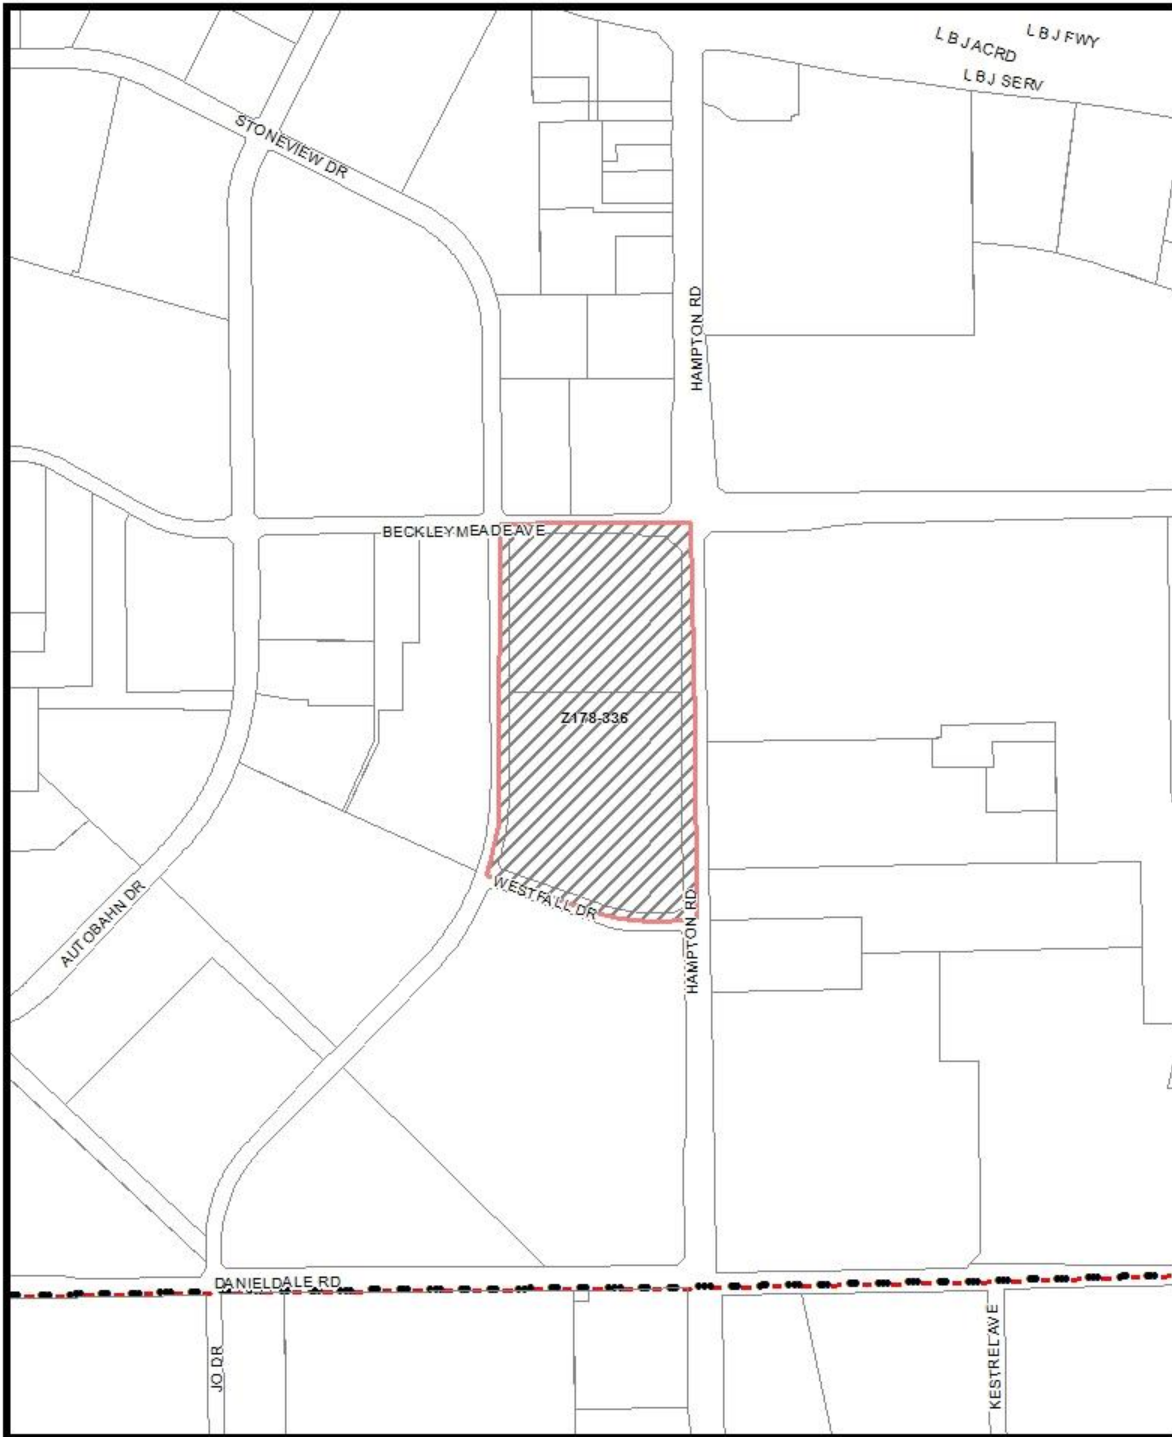 LBJ FWY
LBJ ACRD
LBJ SERV
STONEVIEW DR
HAMPTON RD
BECKLEYMEADE AVE
Z178-336
WESTFALL DR
AUTOBAHN DR
HAMPTON RD
DANIELDALE RD
JO DR
KESTREL AVE